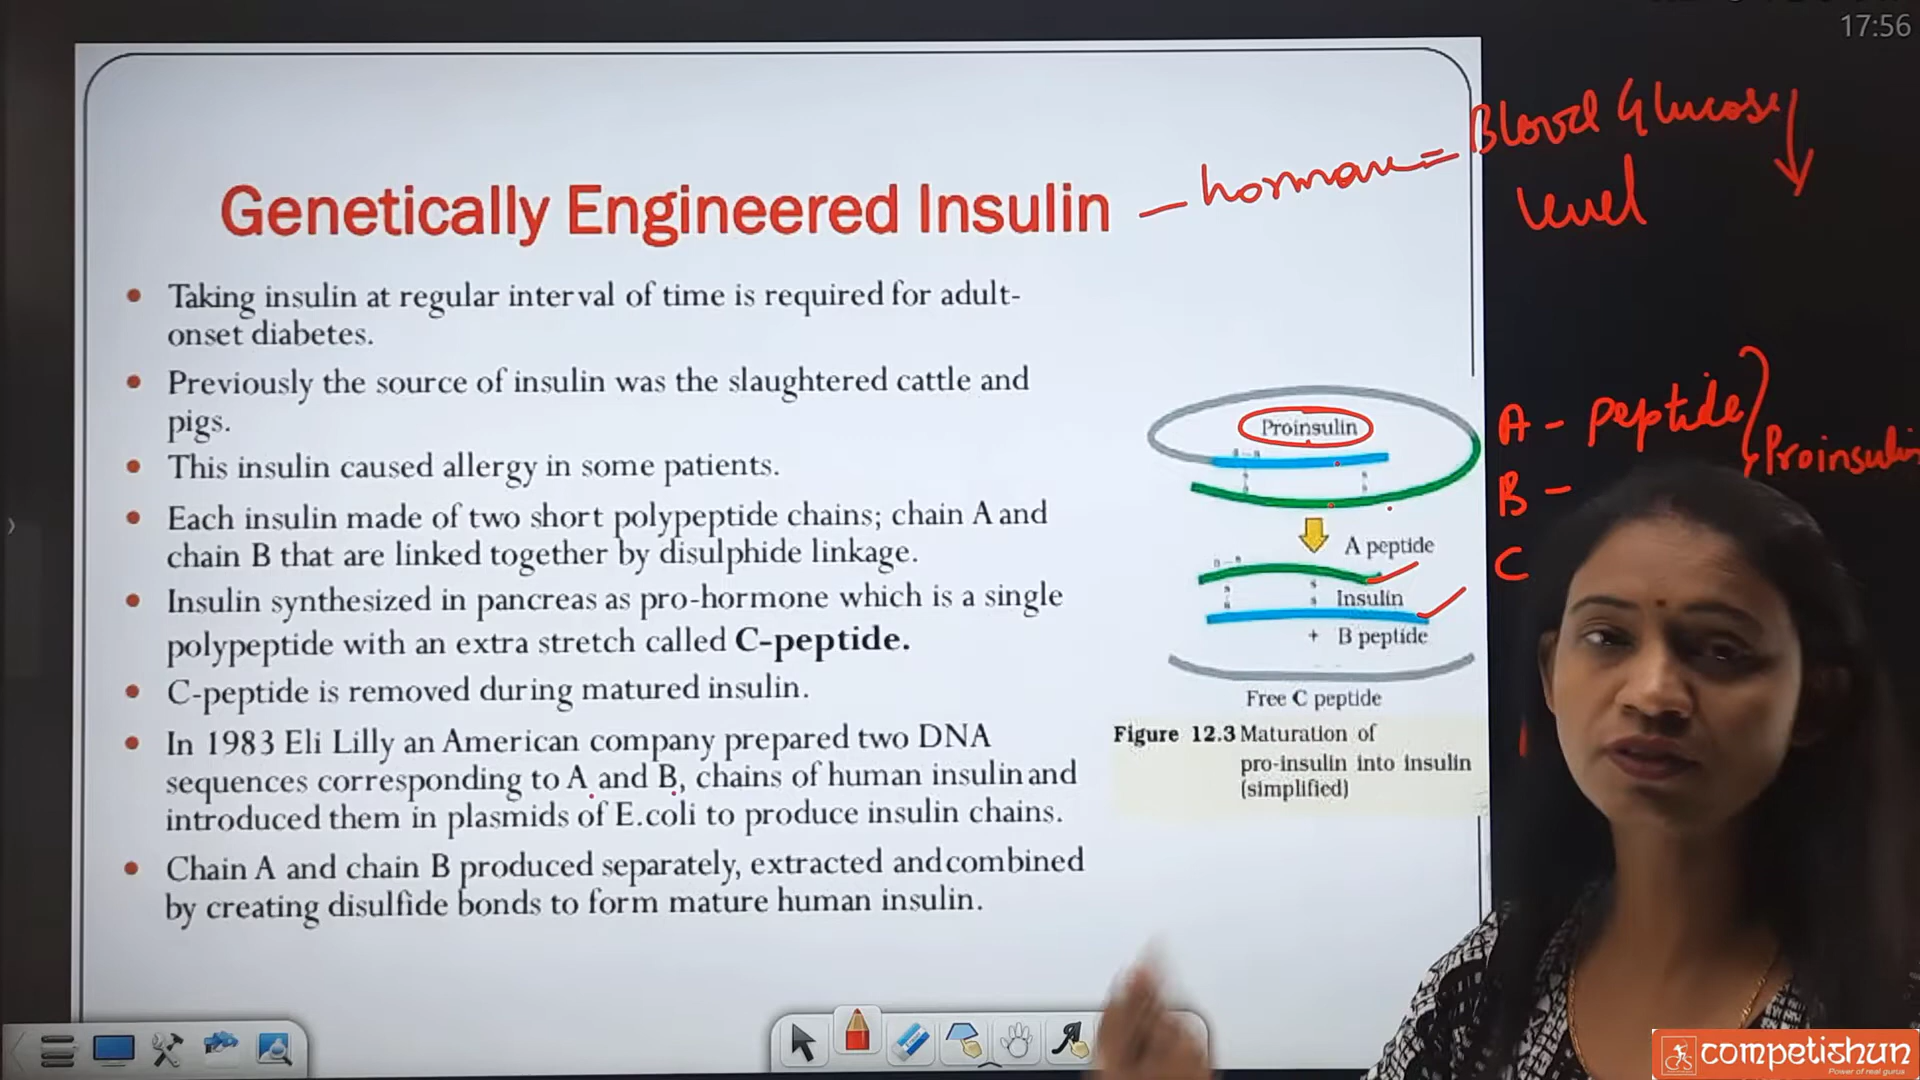 17:56
Genetically Engineered Insulin
– hormone = Blood Glucose
level
• Taking insulin at regular interval of time is required for adult-
onset diabetes.
• Previously the source of insulin was the slaughtered cattle and
pigs.
• This insulin caused allergy in some patients.
• Each insulin made of two short polypeptide chains; chain A and
chain B that are linked together by disulphide linkage.
• Insulin synthesized in pancreas as pro-hormone which is a single
polypeptide with an extra stretch called C-peptide.
• C-peptide is removed during matured insulin.
• In 1983 Eli Lilly an American company prepared two DNA
sequences corresponding to A and B, chains of human insulin and
introduced them in plasmids of E.coli to produce insulin chains.
• Chain A and chain B produced separately, extracted and combined
by creating disulfide bonds to form mature human insulin.
Proinsulin
A peptide
Insulin
+ B peptide
Free C peptide
Figure 12.3 Maturation of
pro-insulin into insulin
(simplified)
A - peptide
B -
C
Proinsulin
competishun
Power of real gurus